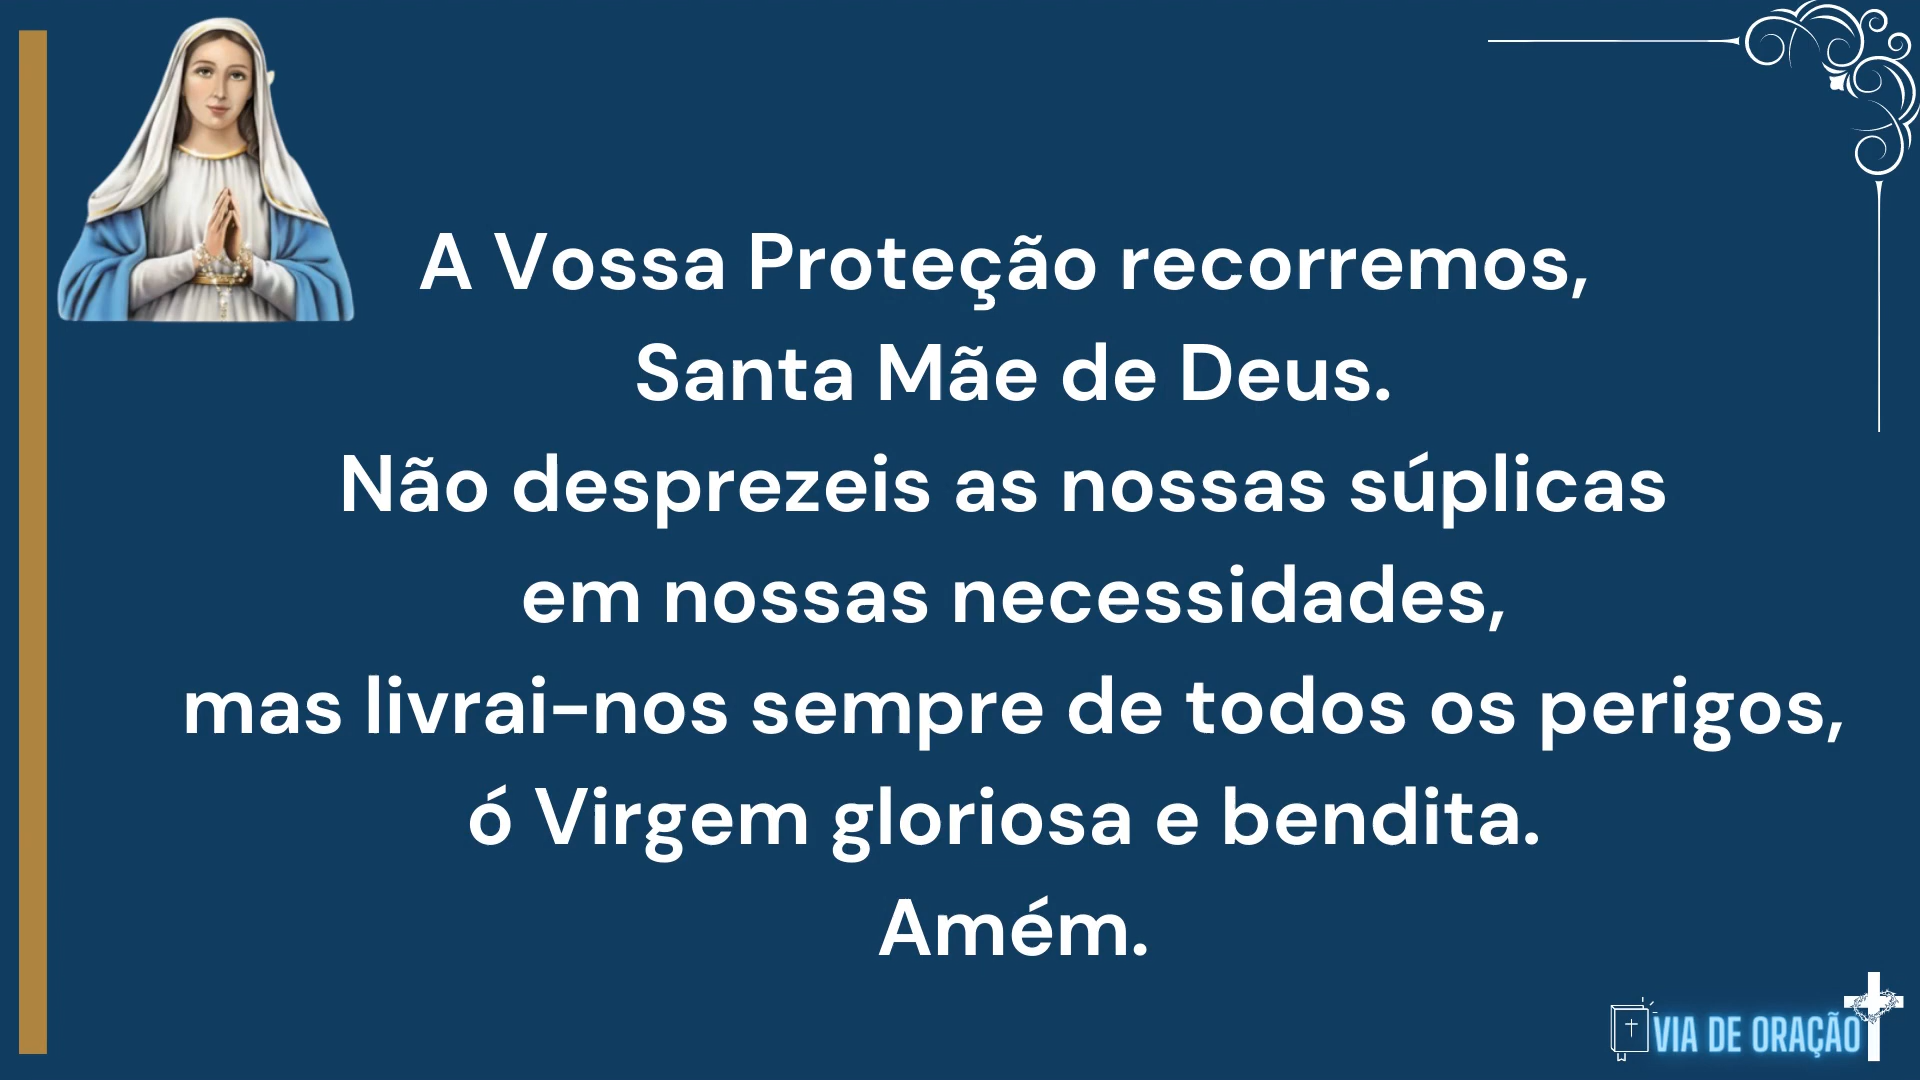 A Vossa Proteção recorremos,
Santa Mãe de Deus.
Não desprezeis as nossas súplicas
em nossas necessidades,
mas livrai-nos sempre de todos os perigos,
ó Virgem gloriosa e bendita.
Amém.
VIA DE ORAÇÃO